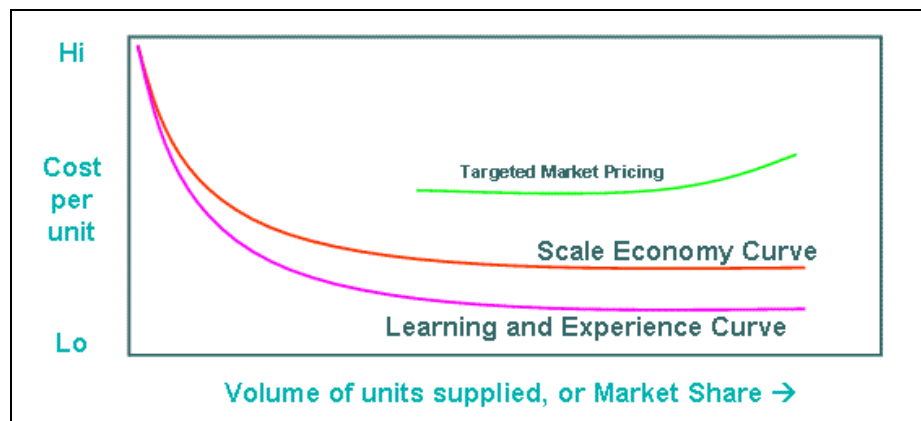 Hi
Cost
per
unit
Lo
Targeted Market Pricing
Scale Economy Curve
Learning and Experience Curve
Volume of units supplied, or Market Share →